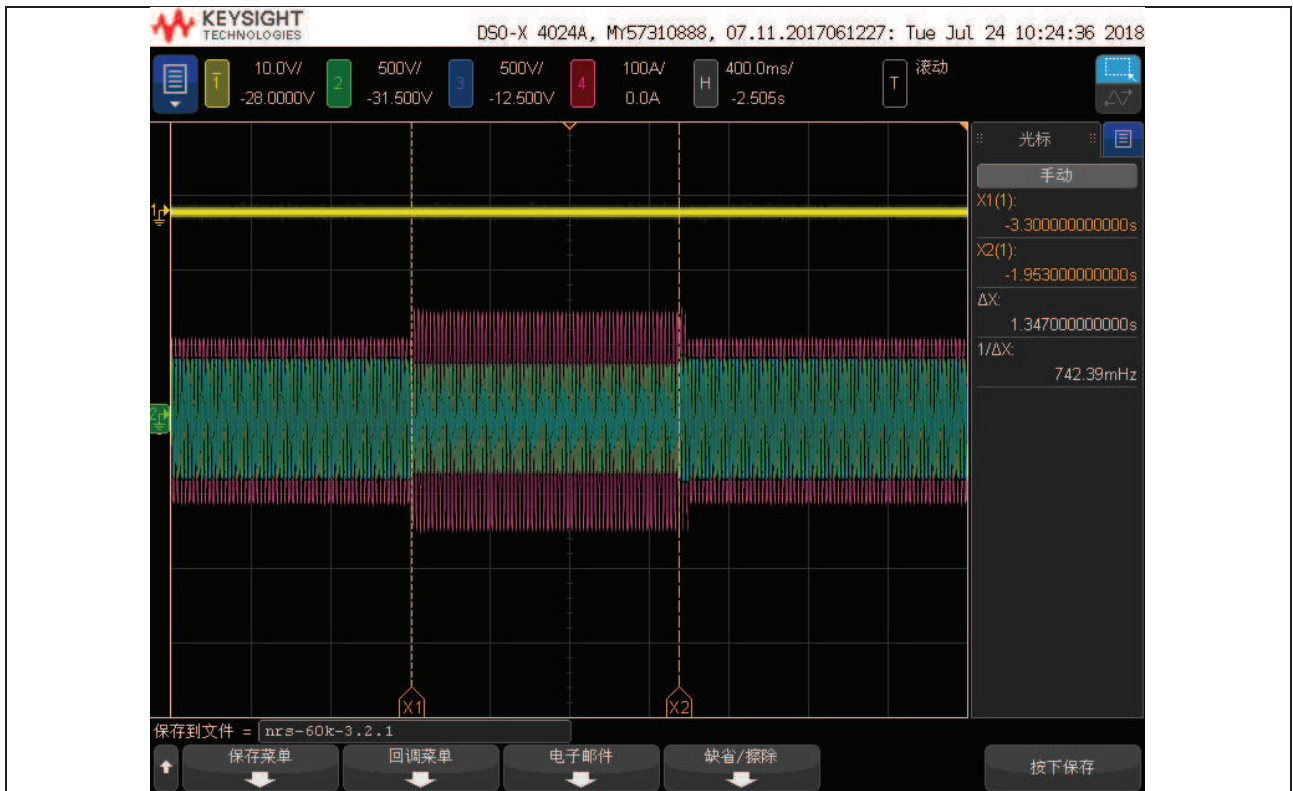 KEYSIGHT
TECHNOLOGIES
DSO-X 4024A, MY57310888, 07.11.2017061227: Tue Jul 24 10:24:36 2018
1 10.0V/ 2 500V/ 3 500V/ 4 100A/ H 400.0ms/ T 滚动
-28.0000V -31.500V -12.500V 0.0A -2.505s
光标
手动
X1(1):
-3.300000000000s
X2(1):
-1.953000000000s
ΔX:
1.347000000000s
1/ΔX:
742.39mHz
1
2
X1 X2
保存到文件 = nrs-60k-3.2.1
保存菜单 回调菜单 电子邮件 缺省/擦除 按下保存